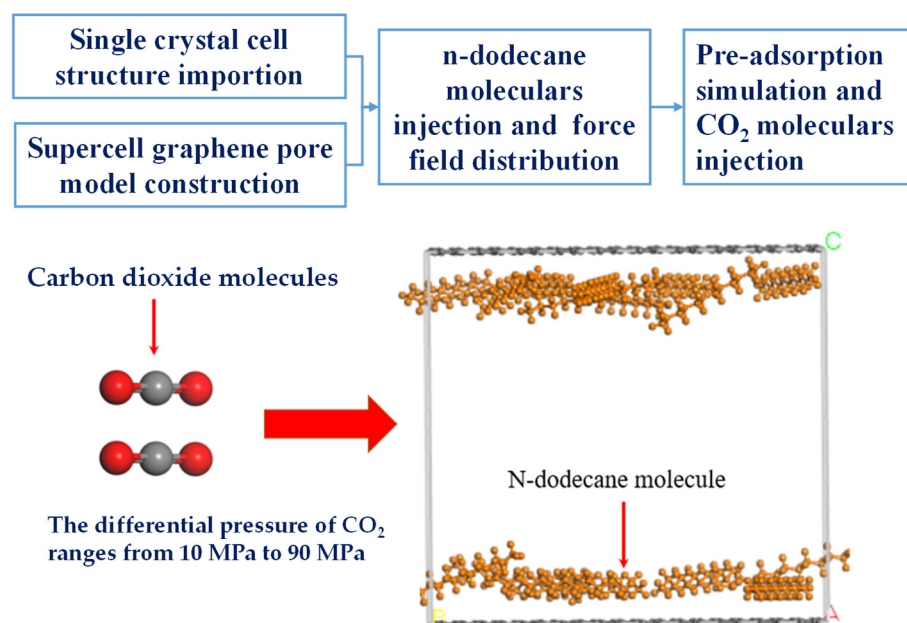 Single crystal cell
structure importion
Supercell graphene pore
model construction
n-dodecane
moleculars
injection and force
field distribution
Pre-adsorption
simulation and
CO₂ moleculars
injection
Carbon dioxide molecules
The differential pressure of CO₂
ranges from 10 MPa to 90 MPa
C
N-dodecane molecule
B
A